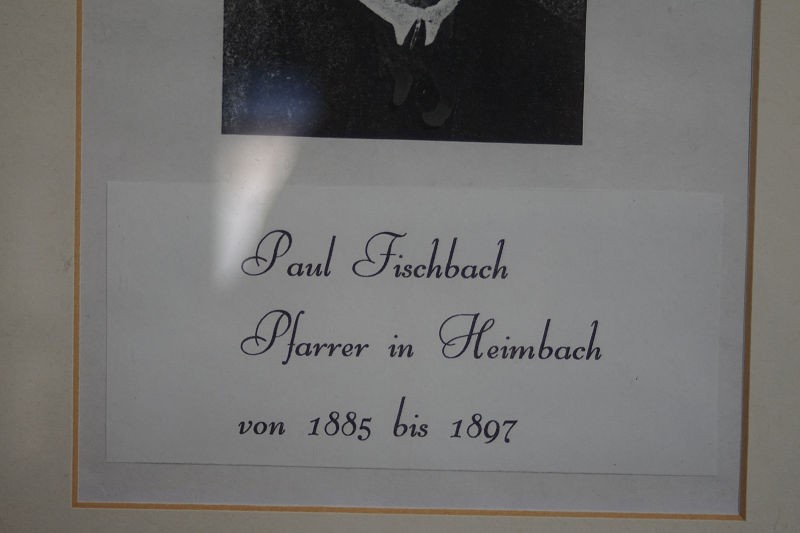 Paul Fischbach
Pfarrer in Heimbach
von 1885 bis 1897